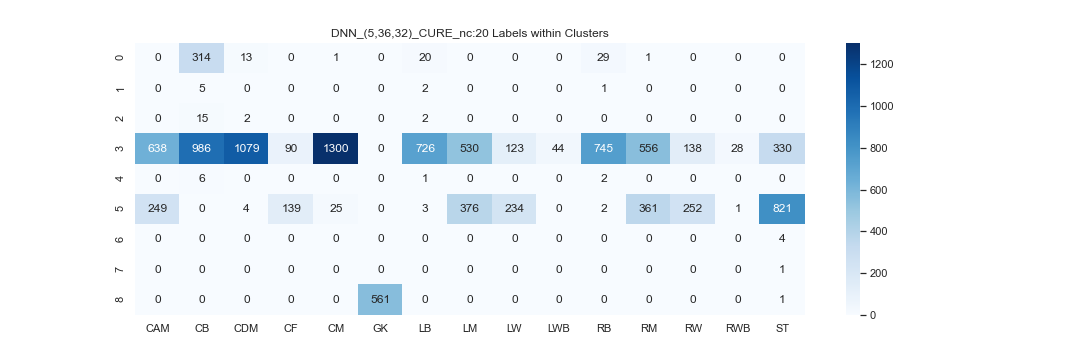 DNN_(5,36,32)_CURE_nc:20 Labels within Clusters
0 0 314 13 0 1 0 20 0 0 0 29 1 0 0 0
1 0 5 0 0 0 0 2 0 0 0 1 0 0 0 0
2 0 15 2 0 0 0 2 0 0 0 0 0 0 0 0
3 638 986 1079 90 1300 0 726 530 123 44 745 556 138 28 330
4 0 6 0 0 0 0 1 0 0 0 2 0 0 0 0
5 249 0 4 139 25 0 3 376 234 0 2 361 252 1 821
6 0 0 0 0 0 0 0 0 0 0 0 0 0 0 4
7 0 0 0 0 0 0 0 0 0 0 0 0 0 0 1
8 0 0 0 0 0 561 0 0 0 0 0 0 0 0 1
CAM CB CDM CF CM GK LB LM LW LWB RB RM RW RWB ST
1200
1000
800
600
400
200
0